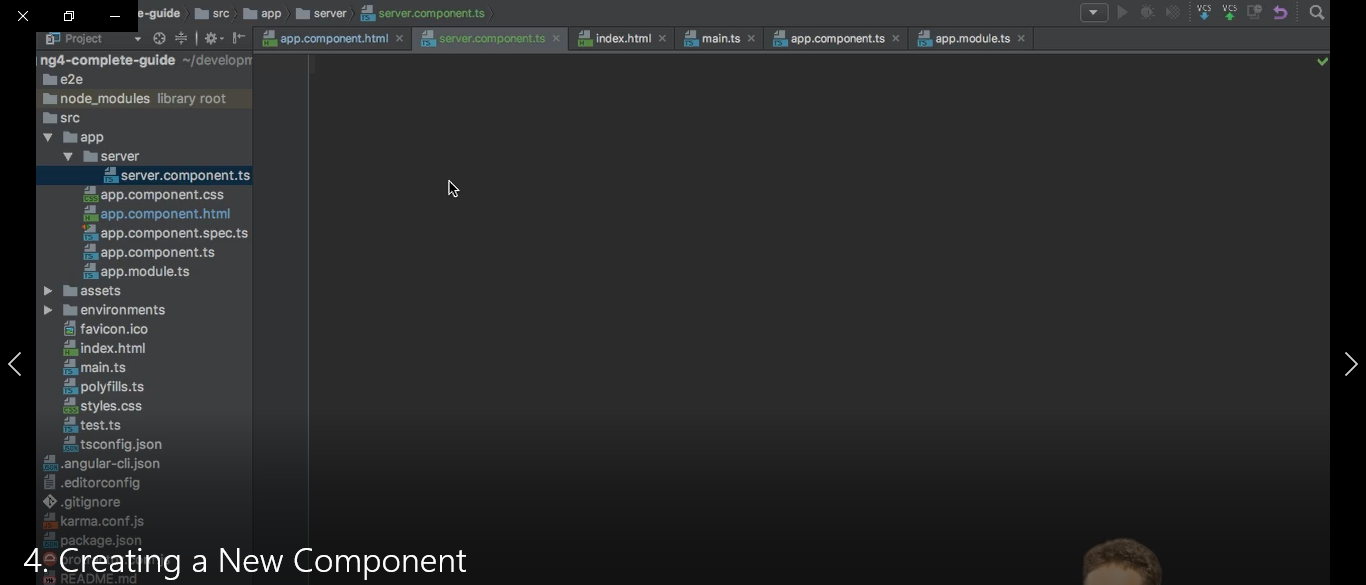 e-guide src app server server.component.ts
VCS VCS
Project
app.component.html server.component.ts index.html main.ts app.component.ts app.module.ts
ng4-complete-guide ~/developm
e2e
node_modules library root
src
app
server
server.component.ts
app.component.css
app.component.html
app.component.spec.ts
app.component.ts
app.module.ts
assets
environments
favicon.ico
index.html
main.ts
polyfills.ts
styles.css
test.ts
tsconfig.json
.angular-cli.json
.editorconfig
.gitignore
karma.conf.js
package.json
4. Creating a New Component
README.md